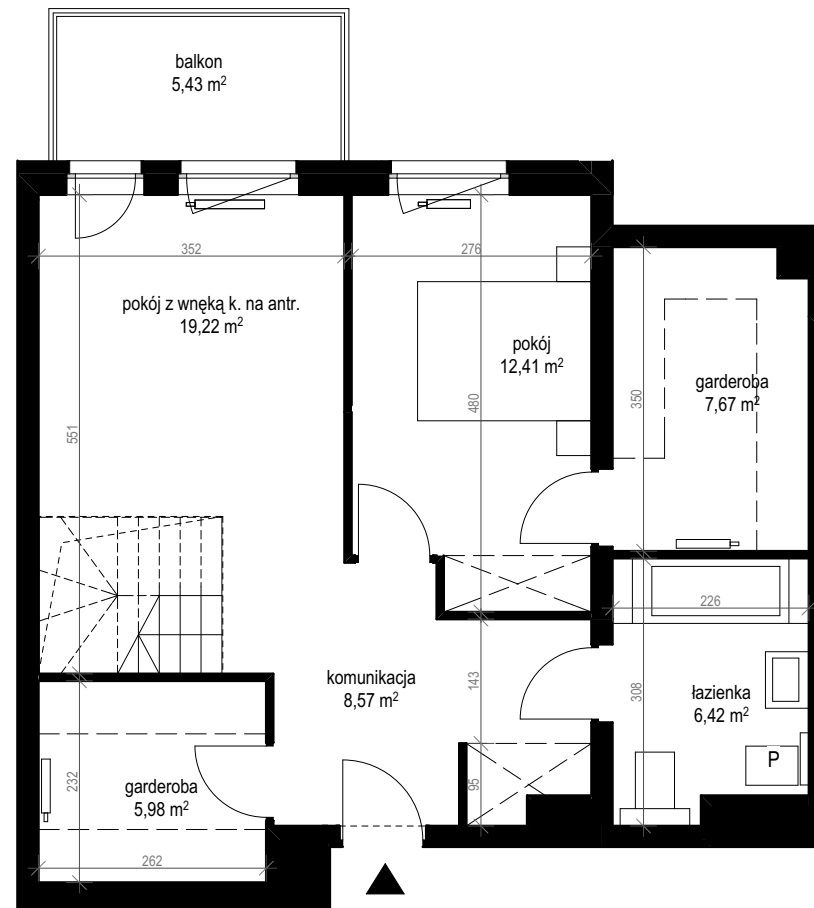 balkon
5,43 m²
352
276
pokój z wnęką k. na antr.
19,22 m²
pokój
12,41 m²
garderoba
7,67 m²
551
480
350
226
komunikacja
8,57 m²
143
308
łazienka
6,42 m²
P
232
garderoba
5,98 m²
95
262